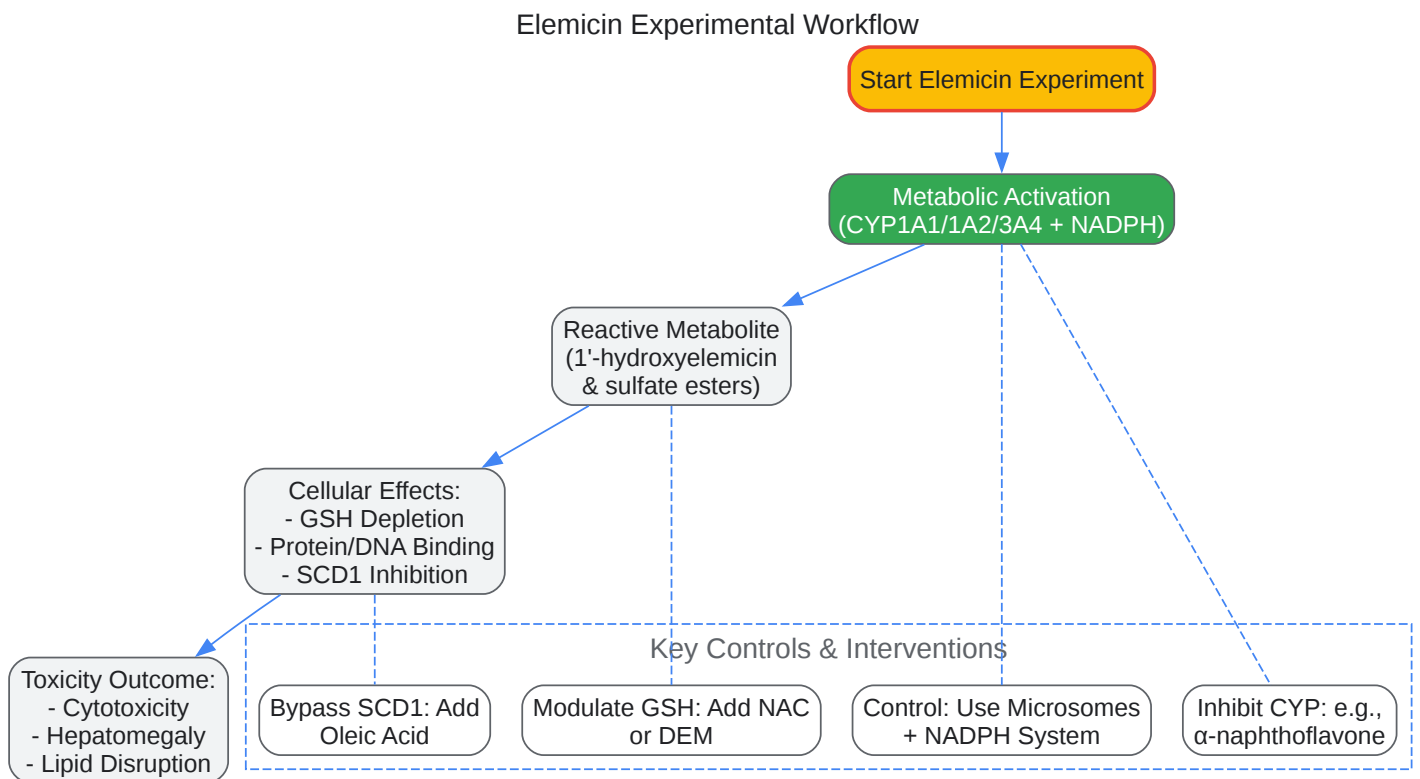 Elemicin Experimental Workflow
Start Elemicin Experiment
Metabolic Activation
(CYP1A1/1A2/3A4 + NADPH)
Reactive Metabolite
(1'-hydroxyelemicin
& sulfate esters)
Cellular Effects:
- GSH Depletion
- Protein/DNA Binding
- SCD1 Inhibition
Toxicity Outcome:
- Cytotoxicity
- Hepatomegaly
- Lipid Disruption
Key Controls & Interventions
Bypass SCD1: Add
Oleic Acid
Modulate GSH: Add NAC
or DEM
Control: Use Microsomes
+ NADPH System
Inhibit CYP: e.g.,
α-naphthoflavone